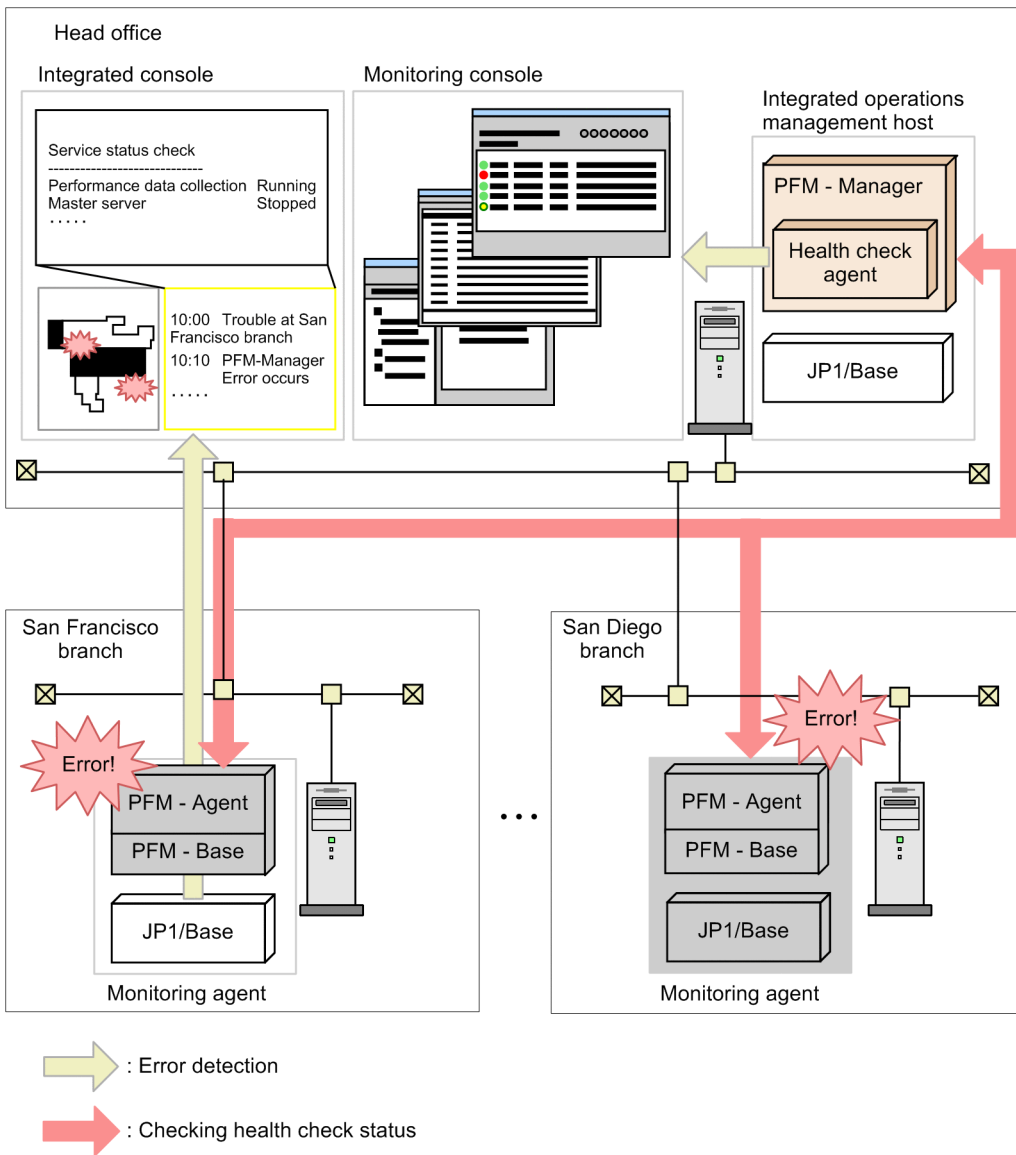 Head office
Integrated console
Monitoring console
Integrated operations
management host
Service status check
-----------------------------
Performance data collection Running
Master server Stopped
. . . . .
10:00 Trouble at San
Francisco branch
10:10 PFM-Manager
Error occurs
. . . . .
PFM - Manager
Health check
agent
JP1/Base
San Francisco
branch
Error!
PFM - Agent
PFM - Base
JP1/Base
Monitoring agent
. . .
San Diego
branch
Error!
PFM - Agent
PFM - Base
JP1/Base
Monitoring agent
: Error detection
: Checking health check status